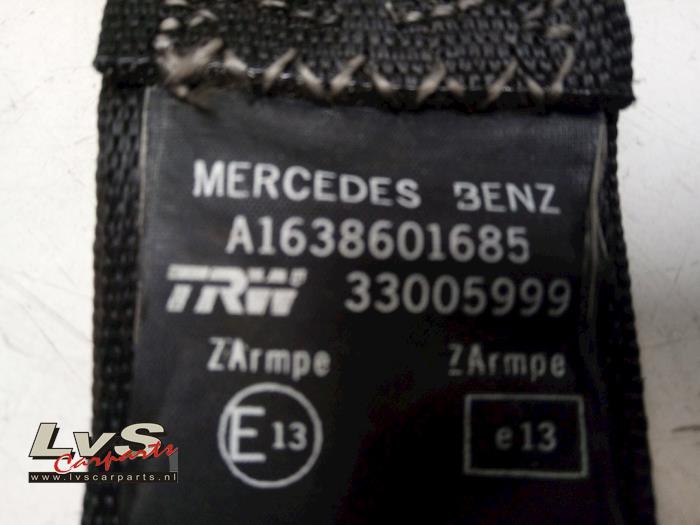 MERCEDES BENZ
A1638601685
TRW 33005999
ZArmpe ZArmpe
E 13 e13
LvS
Carparts
www.lvscarparts.nl